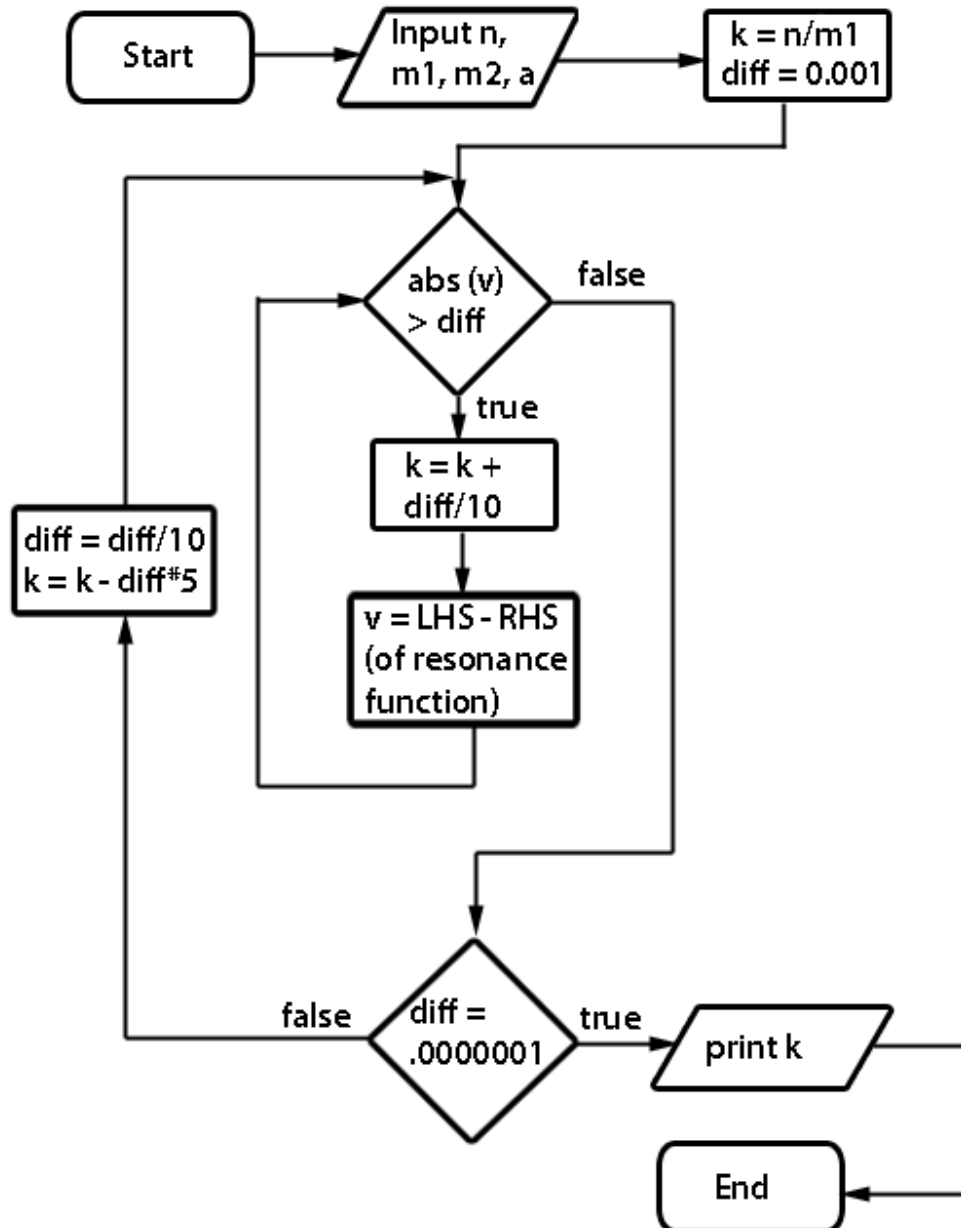 Start
Input n,
m1, m2, a
k = n/m1
diff = 0.001
abs (v)
> diff
false
true
k = k +
diff/10
diff = diff/10
k = k - diff*5
v = LHS - RHS
(of resonance
function)
false
diff =
.0000001
true
print k
End